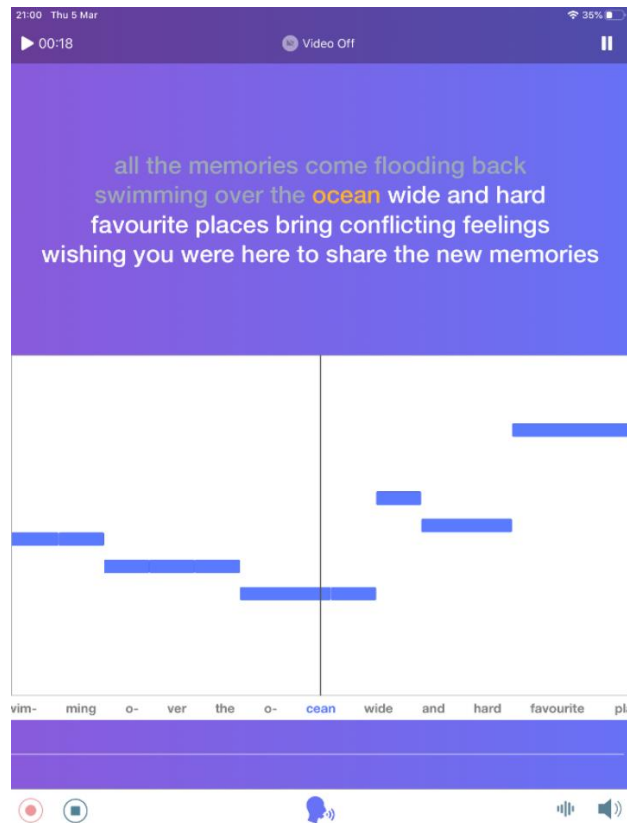 21:00 Thu 5 Mar 35%
00:18 Video Off
all the memories come flooding back
swimming over the ocean wide and hard
favourite places bring conflicting feelings
wishing you were here to share the new memories
wim- ming o- ver the o- cean wide and hard favourite pl